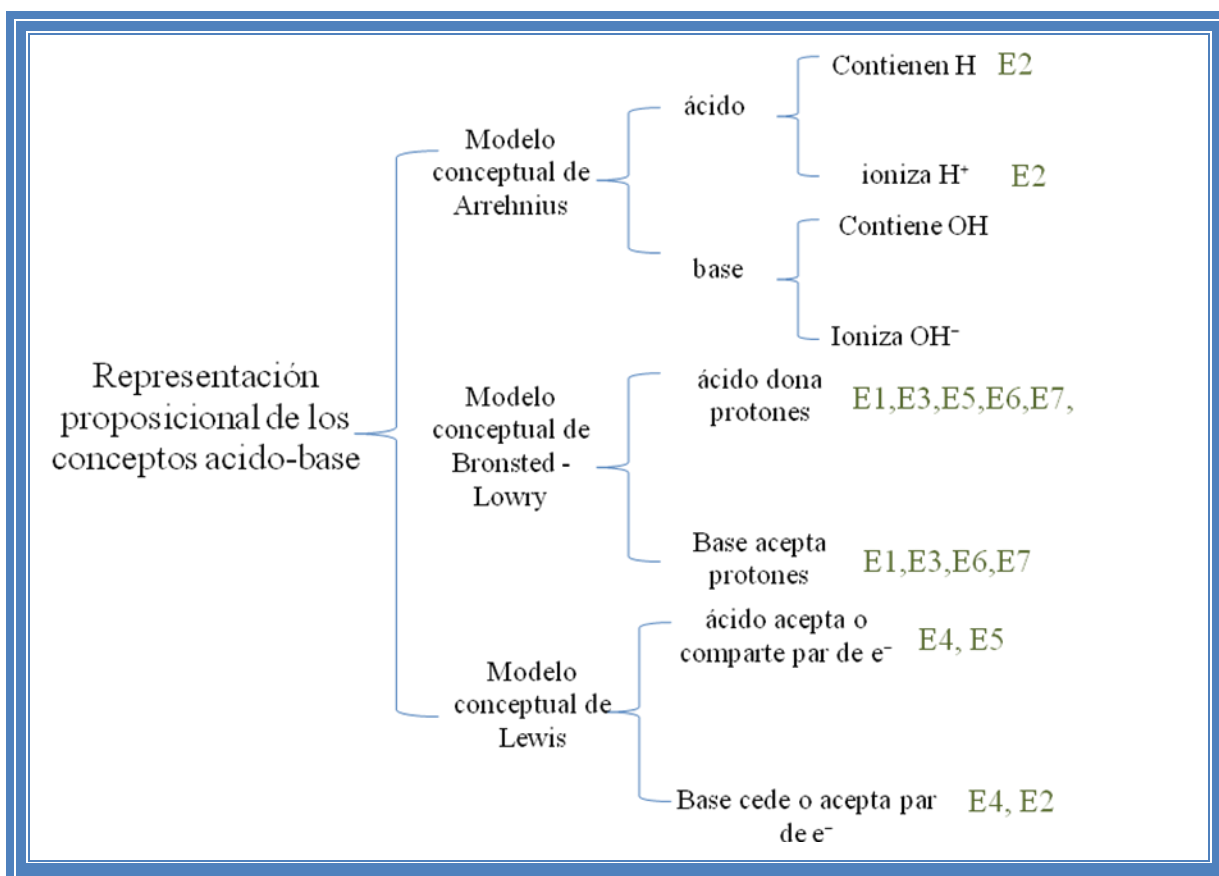 Representación
proposicional de los
conceptos acido-base
Modelo
conceptual de
Arrehnius
ácido
Contienen H E2
ioniza H⁺ E2
base
Contiene OH
Ioniza OH⁻
Modelo
conceptual de
Bronsted -
Lowry
ácido dona
protones
E1,E3,E5,E6,E7,
Base acepta
protones
E1,E3,E6,E7
Modelo
conceptual de
Lewis
ácido acepta o
comparte par de e⁻
E4, E5
Base cede o acepta par
de e⁻
E4, E2